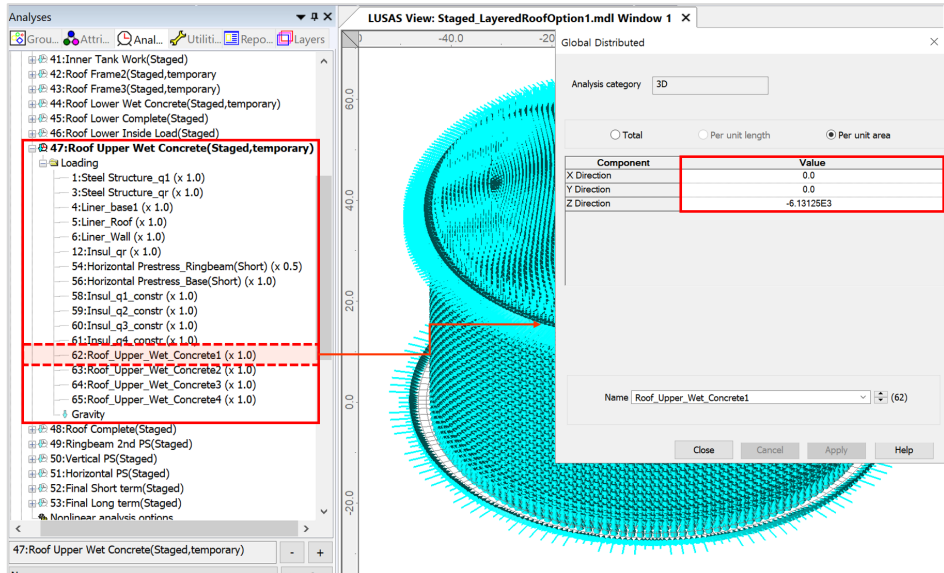 Analyses
Grou... Attri... Anal... Utiliti... Repo... Layers
41:Inner Tank Work(Staged)
42:Roof Frame2(Staged,temporary
43:Roof Frame3(Staged,temporary
44:Roof Lower Wet Concrete(Staged,temporary)
45:Roof Lower Complete(Staged)
46:Roof Lower Inside Load(Staged)
47:Roof Upper Wet Concrete(Staged,temporary)
Loading
1:Steel Structure_q1 (x 1.0)
3:Steel Structure_qr (x 1.0)
4:Liner_base1 (x 1.0)
5:Liner_Roof (x 1.0)
6:Liner_Wall (x 1.0)
12:Insul_qr (x 1.0)
54:Horizontal Prestress_Ringbeam(Short) (x 0.5)
56:Horizontal Prestress_Base(Short) (x 1.0)
58:Insul_q1_constr (x 1.0)
59:Insul_q2_constr (x 1.0)
60:Insul_q3_constr (x 1.0)
61:Insul_q4_constr (x 1.0)
62:Roof_Upper_Wet_Concrete1 (x 1.0)
63:Roof_Upper_Wet_Concrete2 (x 1.0)
64:Roof_Upper_Wet_Concrete3 (x 1.0)
65:Roof_Upper_Wet_Concrete4 (x 1.0)
Gravity
48:Roof Complete(Staged)
49:Ringbeam 2nd PS(Staged)
50:Vertical PS(Staged)
51:Horizontal PS(Staged)
52:Final Short term(Staged)
53:Final Long term(Staged)
Nonlinear analysis options
47:Roof Upper Wet Concrete(Staged,temporary)
- +
LUSAS View: Staged_LayeredRoofOption1.mdl Window 1 X
-40.0 -20
60.0
40.0
20.0
0.0
-20.0
Global Distributed
Analysis category 3D
Total Per unit length Per unit area
Component Value
X Direction 0.0
Y Direction 0.0
Z Direction -6.13125E3
Name Roof_Upper_Wet_Concrete1 (62)
Close Cancel Apply Help